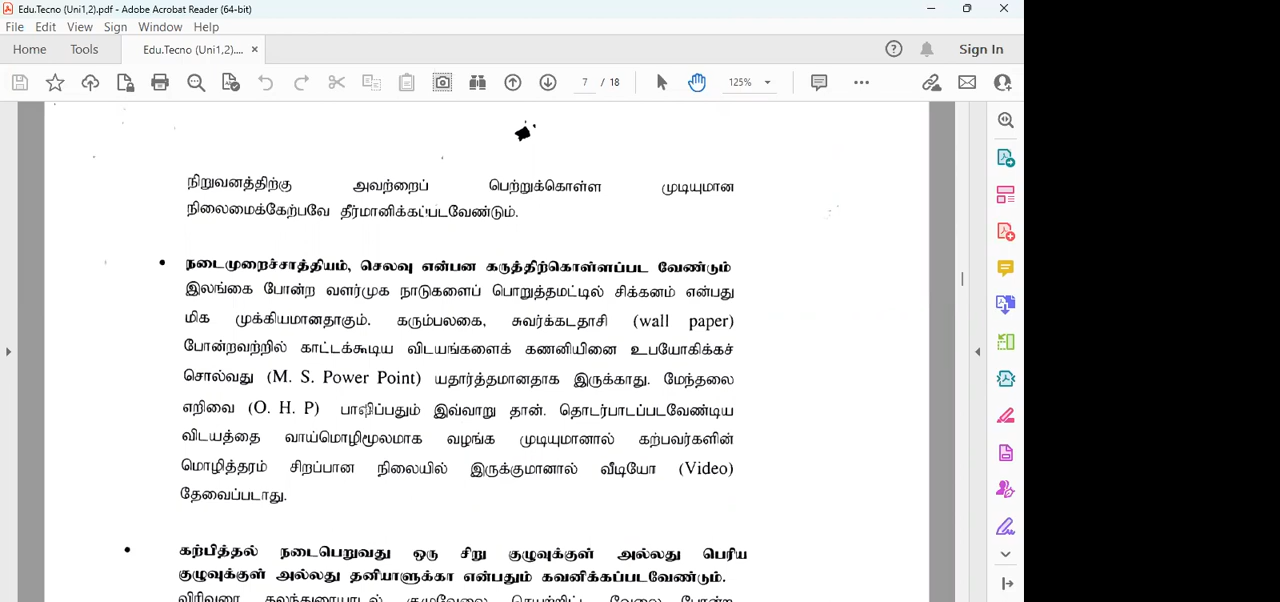 Edu.Tecno (Uni1,2).pdf - Adobe Acrobat Reader (64-bit)
File Edit View Window Sign Help
Home Tools Edu.Tecno (Uni1,2).... × Sign In
7 / 18 125%
நிறுவனத்திற்கு அவற்றைப் பெற்றுக்கொள்ள முடியுமான
நிலைமைக்கேற்பவே தீர்மானிக்கப்படவேண்டும்.
• நடைமுறைச்சாத்தியம், செலவு என்பன கருத்திற்கொள்ளப்பட வேண்டும்
இலங்கை போன்ற வளர்முக நாடுகளைப் பொறுத்தமட்டில் சிக்கனம் என்பது
மிக முக்கியமானதாகும். கரும்பலகை, சுவர்க்கடதாசி (wall paper)
போன்றவற்றில் காட்டக்கூடிய விடயங்களைக் கணனியினை உபயோகிக்கச்
சொல்வது (M. S. Power Point) யதார்த்தமானதாக இருக்காது. மேந்தலை
எறிவை (O. H. P) பாவிப்பதும் இவ்வாறு தான். தொடர்பாடப்படவேண்டிய
விடயத்தை வாய்மொழிமூலமாக வழங்க முடியுமானால் கற்பவர்களின்
மொழித்தரம் சிறப்பான நிலையில் இருக்குமானால் வீடியோ (Video)
தேவைப்படாது.
• கற்பித்தல் நடைபெறுவது ஒரு சிறு குழுவுக்குள் அல்லது பெரிய
குழுவுக்குள் அல்லது தனியாளுக்கா என்பதும் கவனிக்கப்படவேண்டும்.
விரிவுரை, கலந்துரையாடல், குழுவேலை, போன்ற